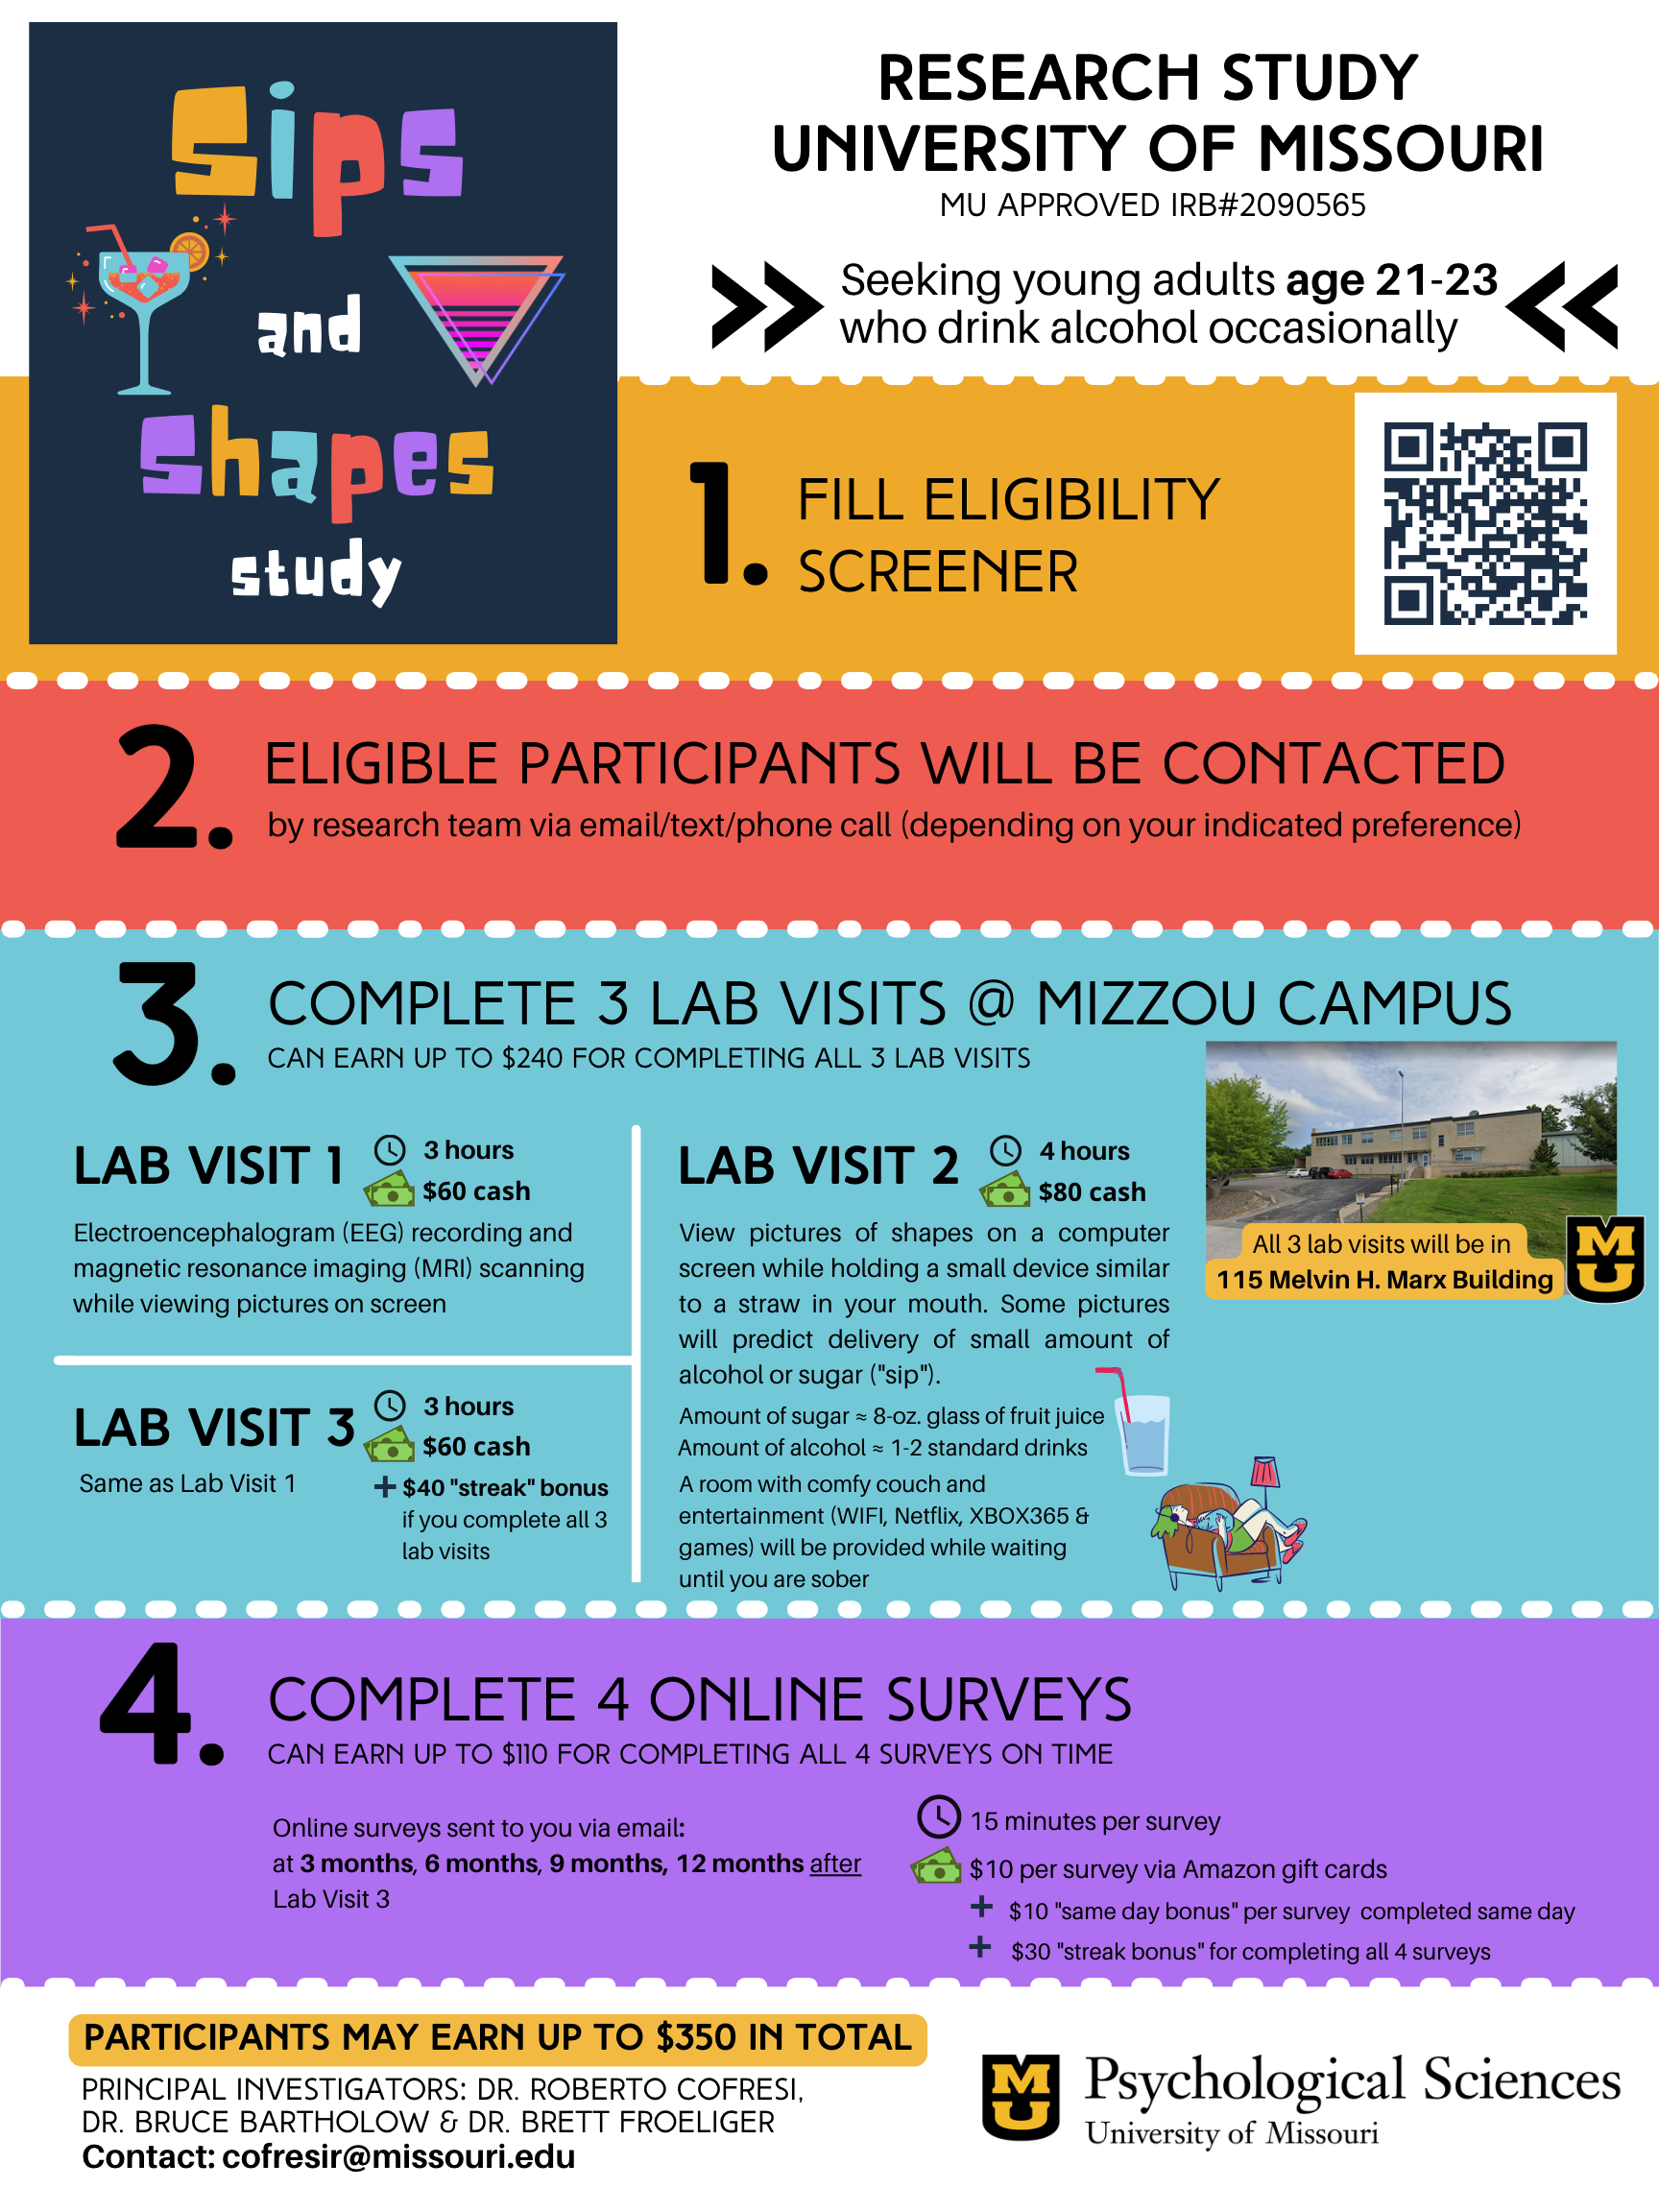 sips
and
shapes
study
RESEARCH STUDY
UNIVERSITY OF MISSOURI
MU APPROVED IRB#2090565
Seeking young adults age 21-23
who drink alcohol occasionally
1. FILL ELIGIBILITY
SCREENER
2. ELIGIBLE PARTICIPANTS WILL BE CONTACTED
by research team via email/text/phone call (depending on your indicated preference)
3. COMPLETE 3 LAB VISITS @ MIZZOU CAMPUS
CAN EARN UP TO $240 FOR COMPLETING ALL 3 LAB VISITS
LAB VISIT 1
3 hours
$60 cash
Electroencephalogram (EEG) recording and
magnetic resonance imaging (MRI) scanning
while viewing pictures on screen
LAB VISIT 3
3 hours
$60 cash
Same as Lab Visit 1
+ $40 "streak" bonus
if you complete all 3
lab visits
LAB VISIT 2
4 hours
$80 cash
View pictures of shapes on a computer
screen while holding a small device similar
to a straw in your mouth. Some pictures
will predict delivery of small amount of
alcohol or sugar ("sip").
Amount of sugar ≈ 8-oz. glass of fruit juice
Amount of alcohol ≈ 1-2 standard drinks
A room with comfy couch and
entertainment (WIFI, Netflix, XBOX365 &
games) will be provided while waiting
until you are sober
All 3 lab visits will be in
115 Melvin H. Marx Building
MU
4. COMPLETE 4 ONLINE SURVEYS
CAN EARN UP TO $110 FOR COMPLETING ALL 4 SURVEYS ON TIME
Online surveys sent to you via email:
at 3 months, 6 months, 9 months, 12 months after
Lab Visit 3
15 minutes per survey
$10 per survey via Amazon gift cards
+ $10 "same day bonus" per survey completed same day
+ $30 "streak bonus" for completing all 4 surveys
PARTICIPANTS MAY EARN UP TO $350 IN TOTAL
PRINCIPAL INVESTIGATORS: DR. ROBERTO COFRESI,
DR. BRUCE BARTHOLOW & DR. BRETT FROELIGER
Contact: cofresir@missouri.edu
MU
Psychological Sciences
University of Missouri